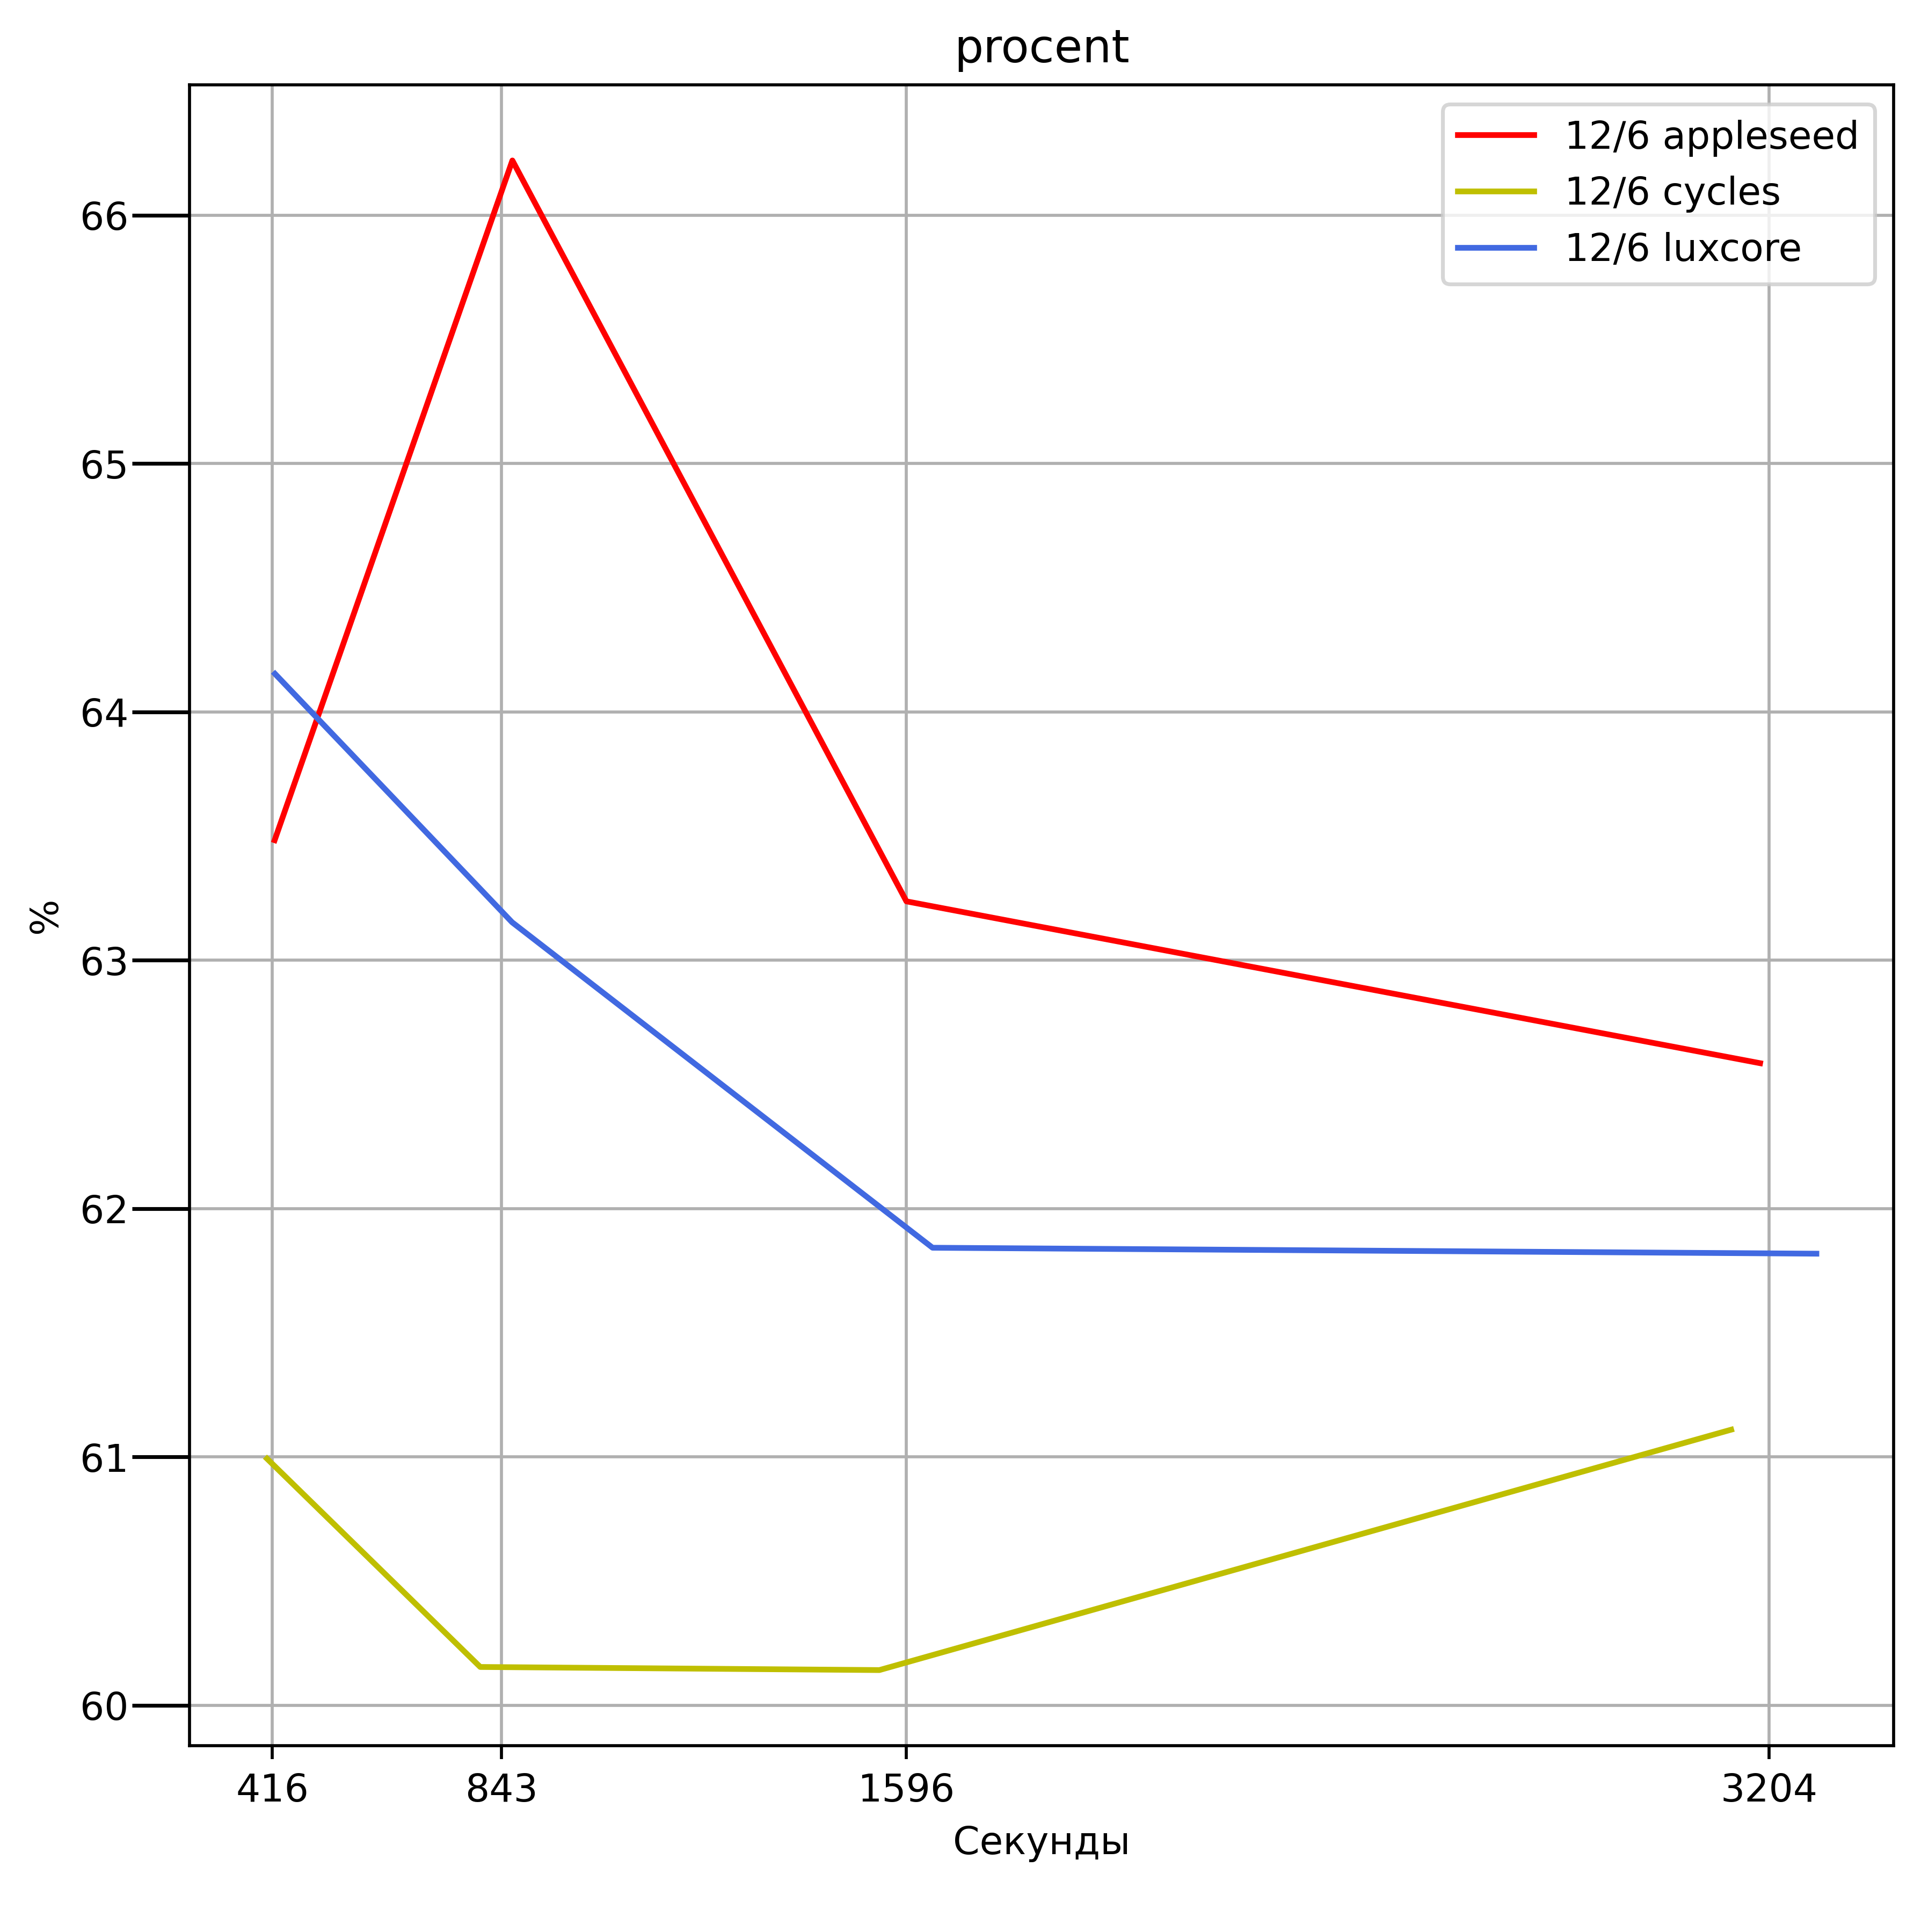 procent
12/6 appleseed
12/6 cycles
12/6 luxcore
66
65
64
%
63
62
61
60
416 843 1596 3204
Секунды